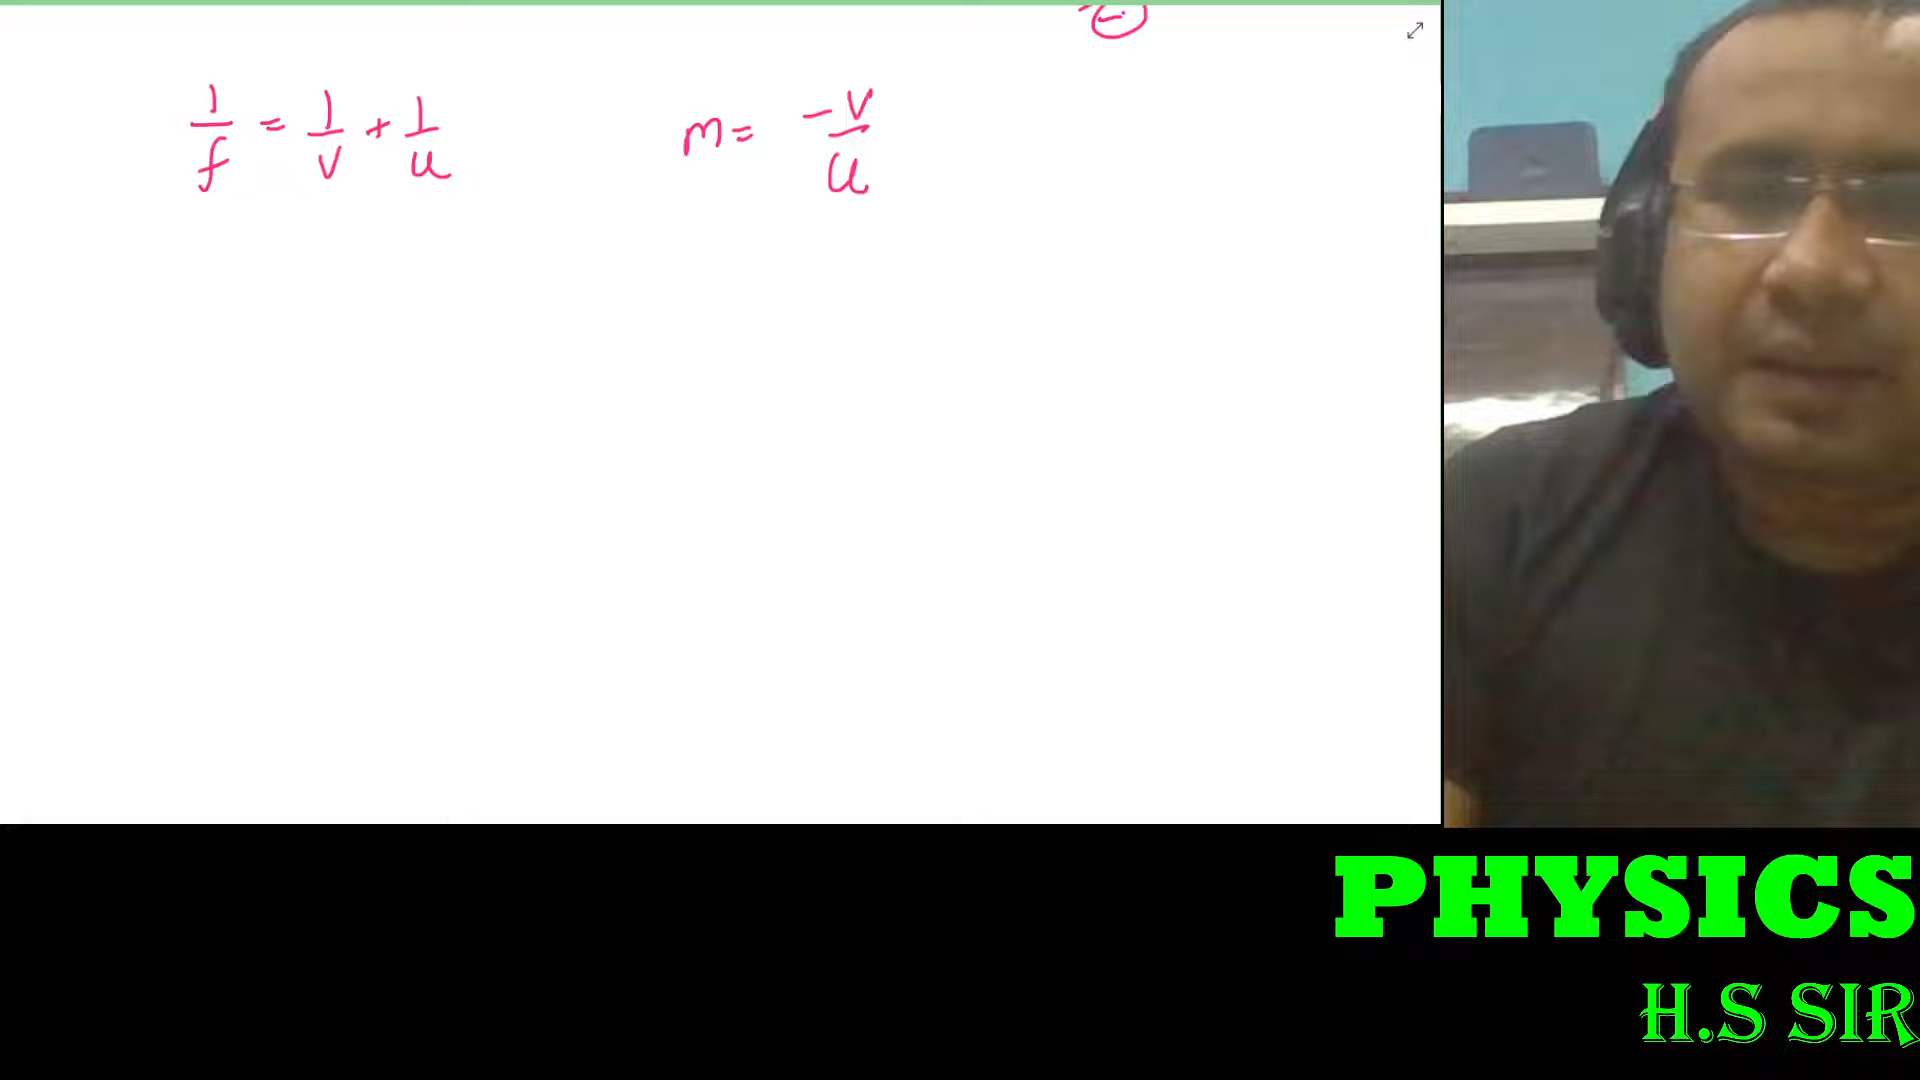 1/f = 1/v + 1/u
m = -v/u
PHYSICS
H.S SIR